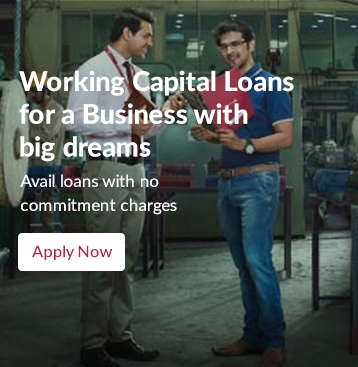 Working Capital Loans
for a Business with
big dreams
Avail loans with no
commitment charges
Apply Now